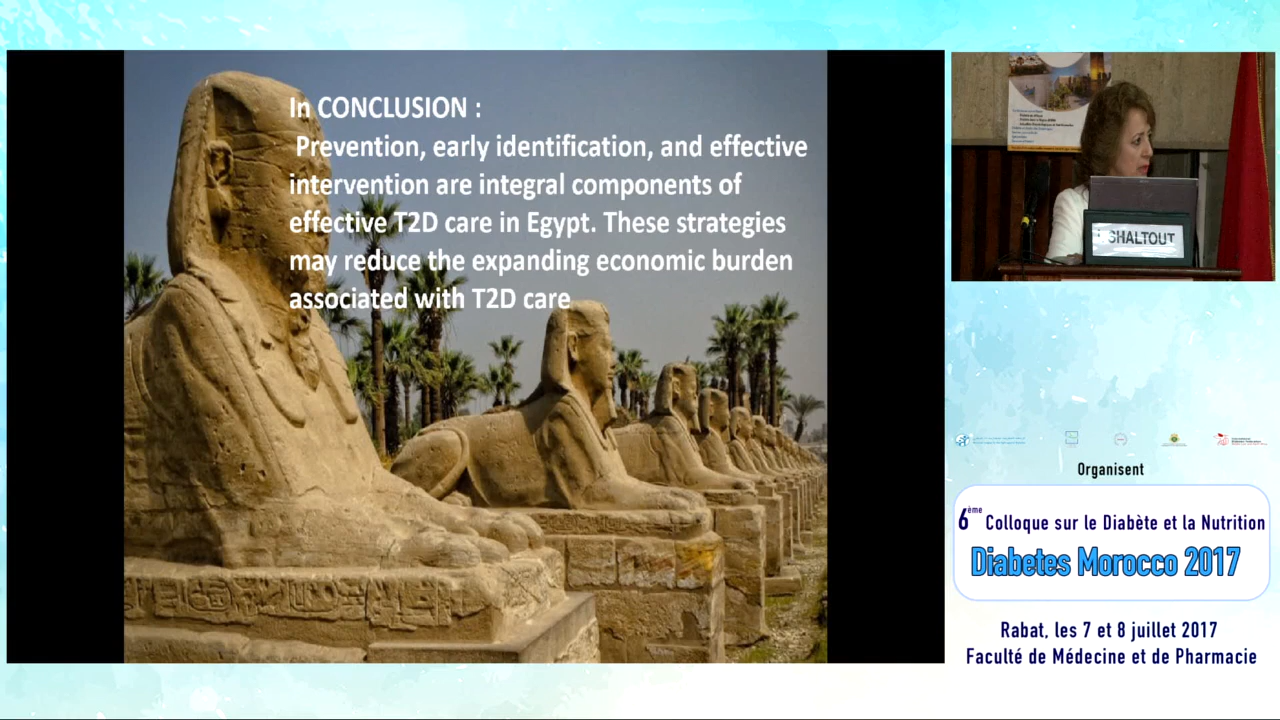 In CONCLUSION :
Prevention, early identification, and effective
intervention are integral components of
effective T2D care in Egypt. These strategies
may reduce the expanding economic burden
associated with T2D care
SHALTOUT
Organisent
6ème Colloque sur le Diabète et la Nutrition
Diabetes Morocco 2017
Rabat, les 7 et 8 juillet 2017
Faculté de Médecine et de Pharmacie